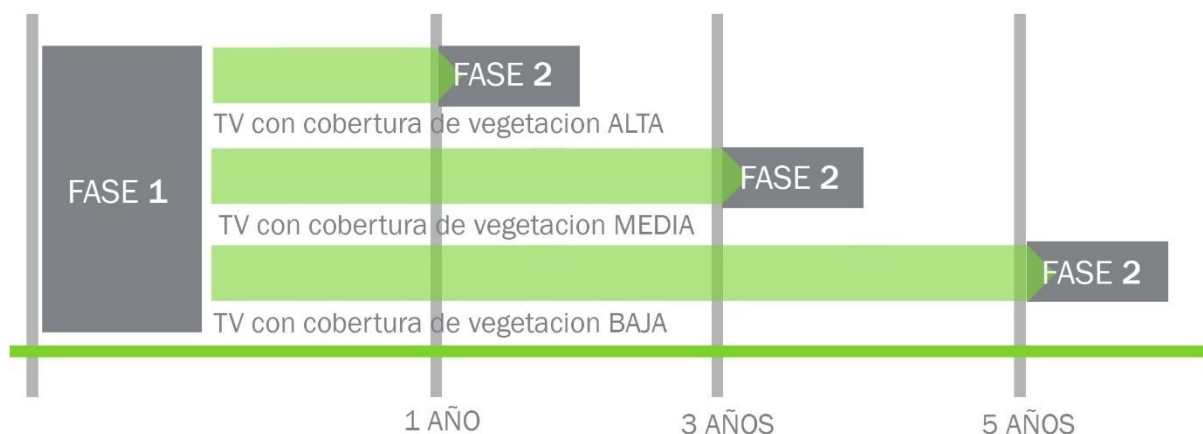 FASE 2
TV con cobertura de vegetacion ALTA
FASE 1
FASE 2
TV con cobertura de vegetacion MEDIA
FASE 2
TV con cobertura de vegetacion BAJA
1 AÑO
3 AÑOS
5 AÑOS